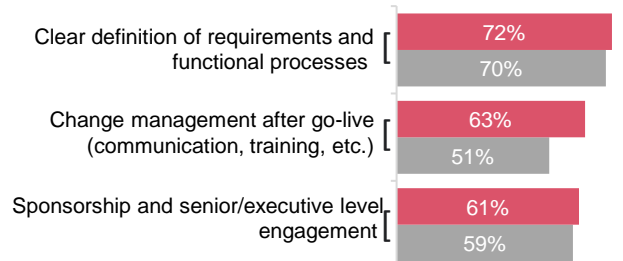 Clear definition of requirements and
functional processes
72%
70%
Change management after go-live
(communication, training, etc.)
63%
51%
Sponsorship and senior/executive level
engagement
61%
59%